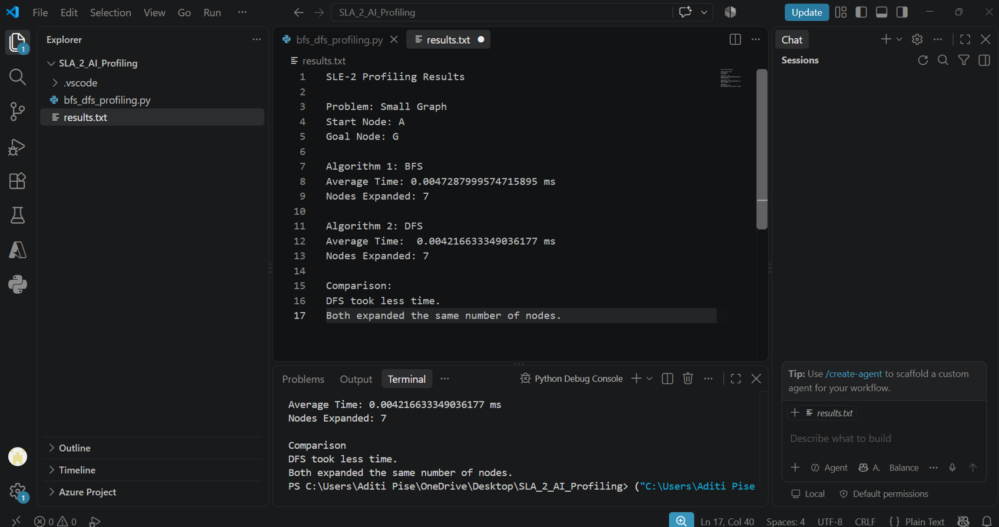 File Edit Selection View Go Run ···
SLA_2_AI_Profiling
Update
Explorer
SLA_2_AI_Profiling
.vscode
bfs_dfs_profiling.py
results.txt
Outline
Timeline
Azure Project
1
1
bfs_dfs_profiling.py
results.txt
results.txt
1 SLE-2 Profiling Results
2
3 Problem: Small Graph
4 Start Node: A
5 Goal Node: G
6
7 Algorithm 1: BFS
8 Average Time: 0.0047287999574715895 ms
9 Nodes Expanded: 7
10
11 Algorithm 2: DFS
12 Average Time:  0.004216633349036177 ms
13 Nodes Expanded: 7
14
15 Comparison:
16 DFS took less time.
17 Both expanded the same number of nodes.
Problems Output Terminal ···
Python Debug Console
Average Time: 0.004216633349036177 ms
Nodes Expanded: 7
Comparison
DFS took less time.
Both expanded the same number of nodes.
PS C:\Users\Aditi Pise\OneDrive\Desktop\SLA_2_AI_Profiling> ("C:\Users\Aditi Pise
Chat
Sessions
Tip: Use /create-agent to scaffold a custom
agent for your workflow.
results.txt
Describe what to build
Agent A. Balance ···
Local Default permissions
0 0
Ln 17, Col 40 Spaces: 4 UTF-8 CRLF {} Plain Text